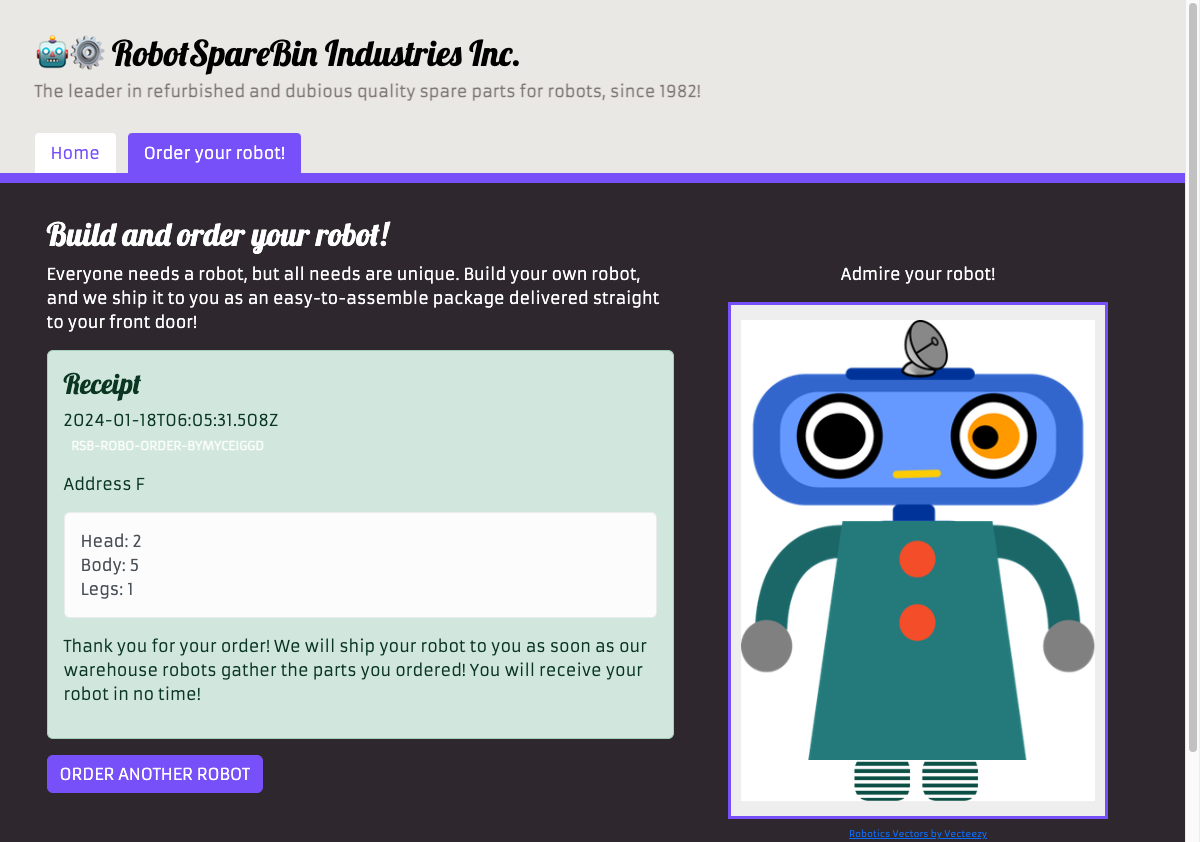 RobotSpareBin Industries Inc.
The leader in refurbished and dubious quality spare parts for robots, since 1982!
Home
Order your robot!
Build and order your robot!
Everyone needs a robot, but all needs are unique. Build your own robot,
and we ship it to you as an easy-to-assemble package delivered straight
to your front door!
Receipt
2024-01-18T06:05:31.508Z
RSB-ROBO-ORDER-BYMYCEIGGD
Address F
Head: 2
Body: 5
Legs: 1
Thank you for your order! We will ship your robot to you as soon as our
warehouse robots gather the parts you ordered! You will receive your
robot in no time!
ORDER ANOTHER ROBOT
Admire your robot!
Robotics Vectors by Vecteezy